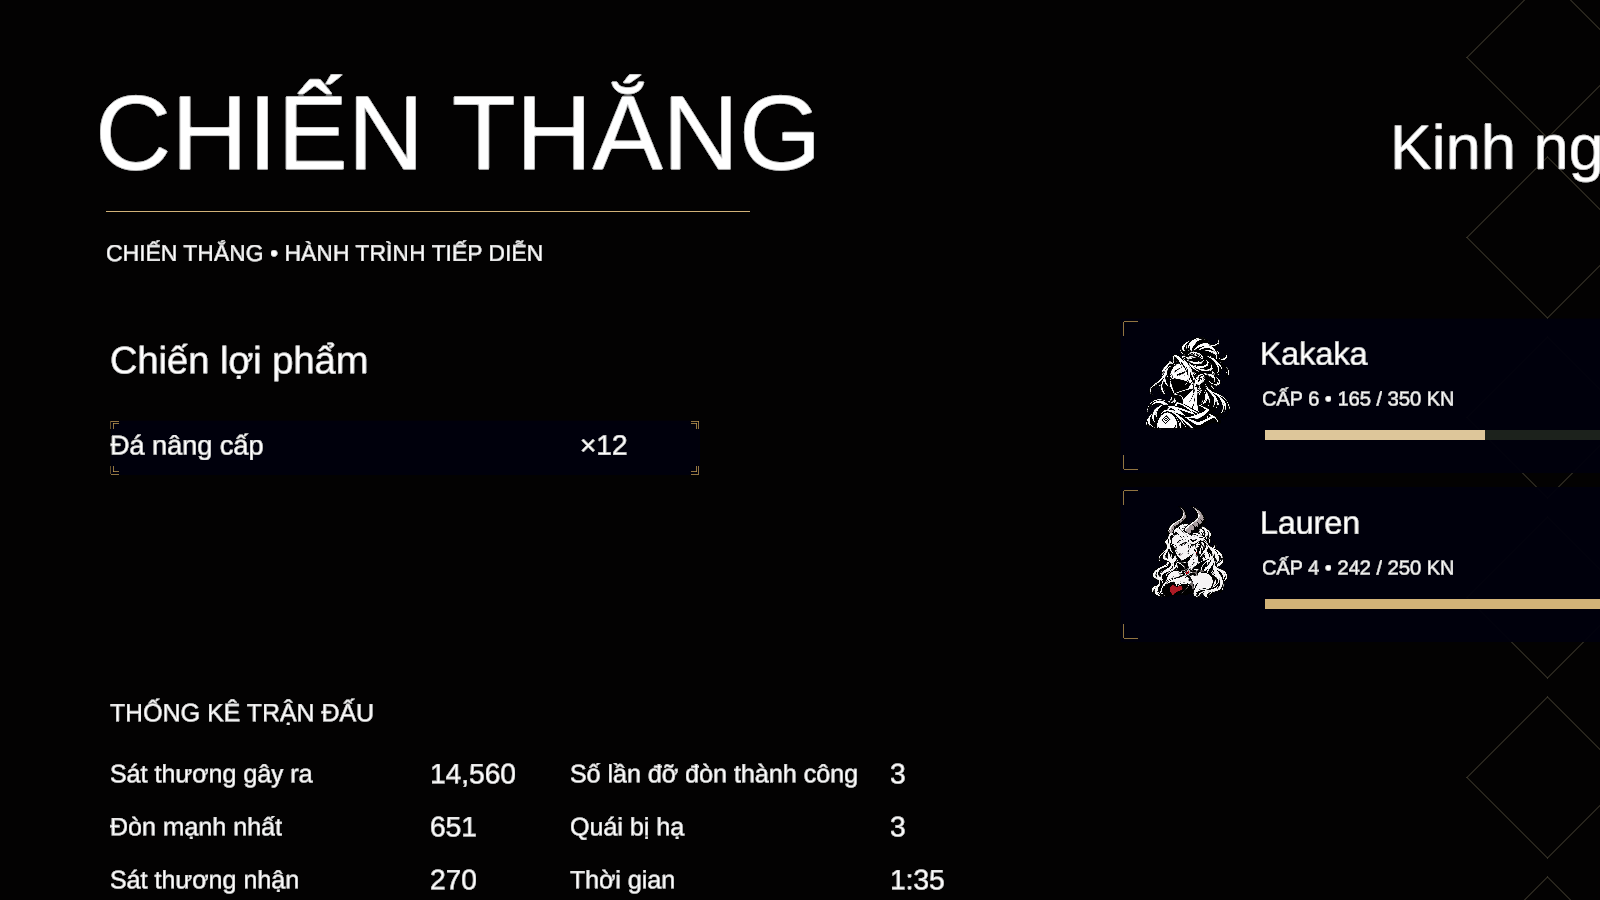 CHIẾN THẮNG
Kinh ng
CHIẾN THẮNG • HÀNH TRÌNH TIẾP DIỄN
Chiến lợi phẩm
Đá nâng cấp ×12
Kakaka
CẤP 6 • 165 / 350 KN
Lauren
CẤP 4 • 242 / 250 KN
THỐNG KÊ TRẬN ĐẤU
Sát thương gây ra 14,560 Số lần đỡ đòn thành công 3
Đòn mạnh nhất 651 Quái bị hạ 3
Sát thương nhận 270 Thời gian 1:35